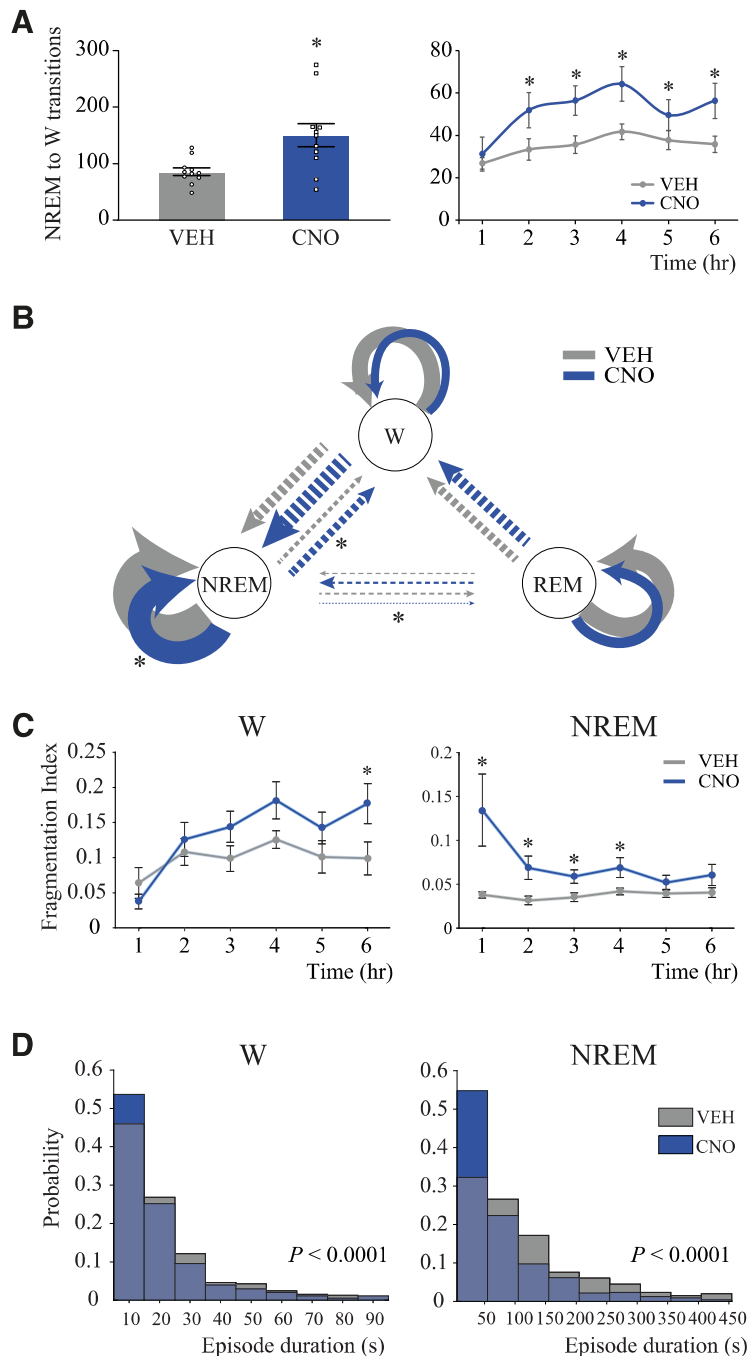 A
NREM to W transitions
300
200
100
0
*
VEH
CNO
80
60
40
20
0
* * * * *
VEH
CNO
1 2 3 4 5 6
Time (hr)
B
VEH
CNO
W
NREM
REM
*
*
*
C
W
Fragmentation Index
0.25
0.2
0.15
0.1
0.05
0
*
1 2 3 4 5 6
Time (hr)
NREM
0.2
0.15
0.1
0.05
0
* * * *
VEH
CNO
1 2 3 4 5 6
Time (hr)
D
W
Probability
0.6
0.5
0.4
0.3
0.2
0.1
0
P < 0.0001
10 20 30 40 50 60 70 80 90
Episode duration (s)
NREM
0.6
0.5
0.4
0.3
0.2
0.1
0
VEH
CNO
P < 0.0001
50 100 150 200 250 300 350 400 450
Episode duration (s)